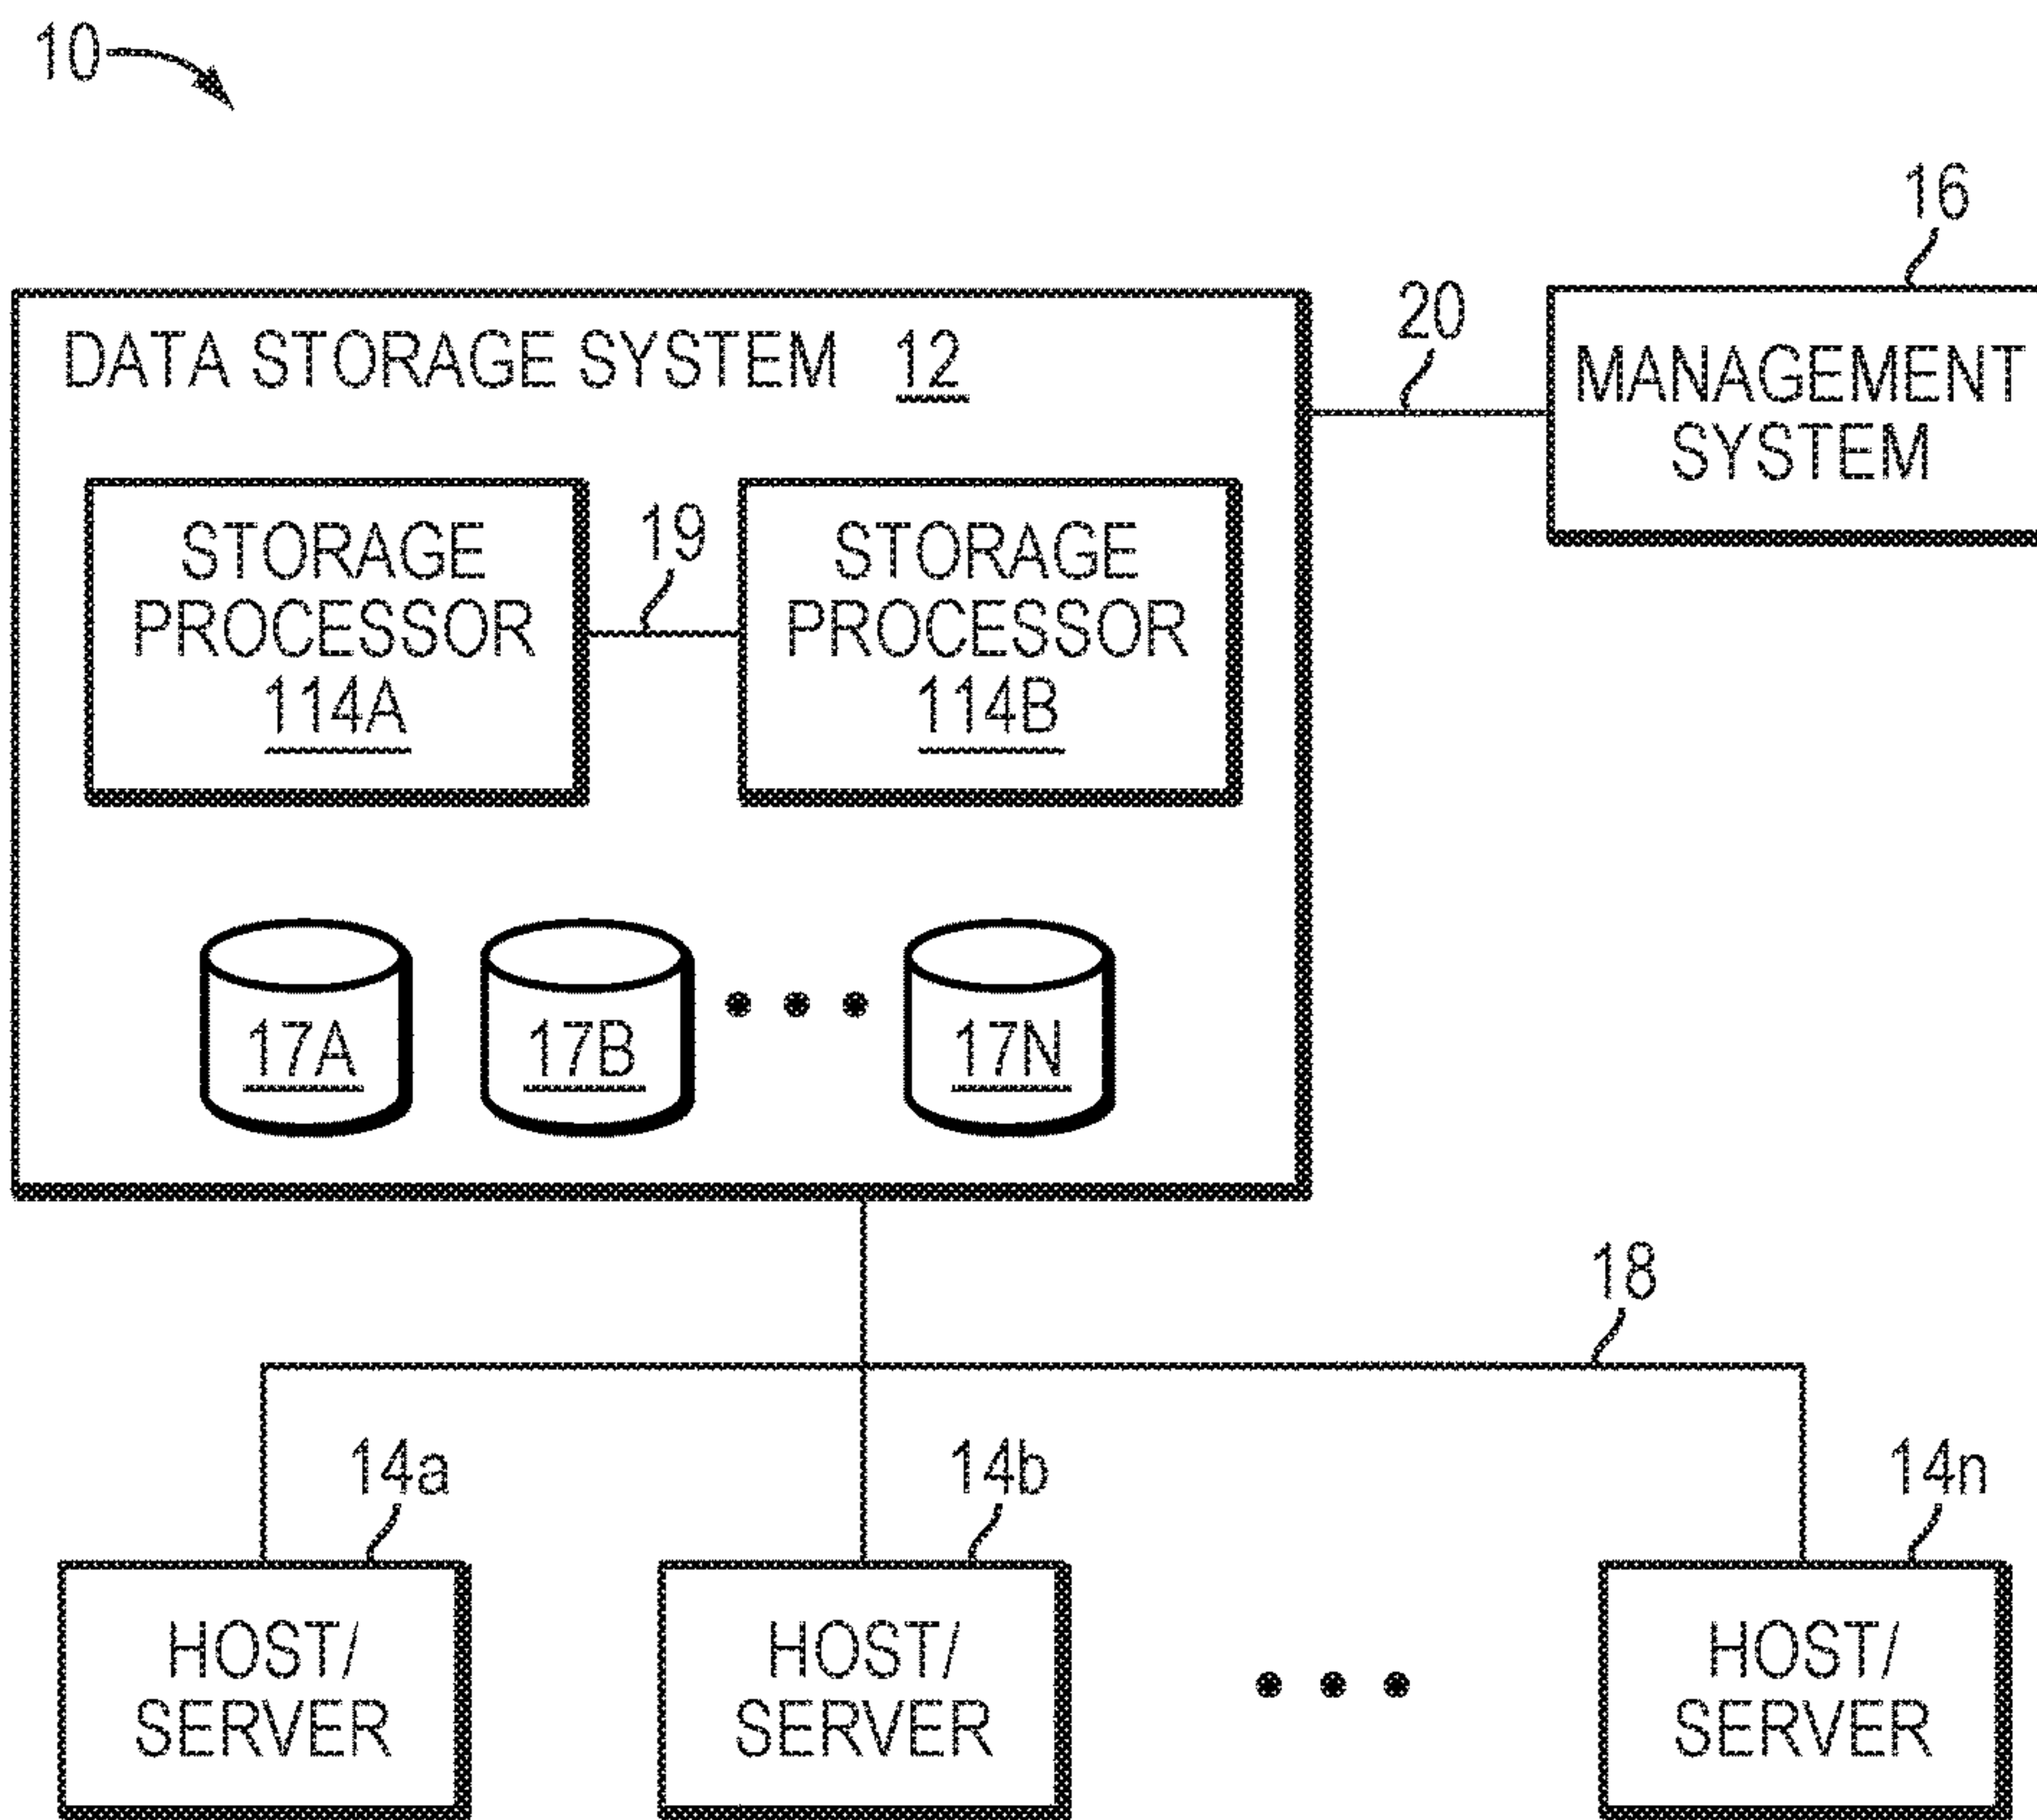 10
16
20
DATA STORAGE SYSTEM 12
MANAGEMENT
SYSTEM
19
STORAGE
PROCESSOR
114A
STORAGE
PROCESSOR
114B
17A
17B
17N
18
14a
14b
14n
HOST/
SERVER
HOST/
SERVER
HOST/
SERVER